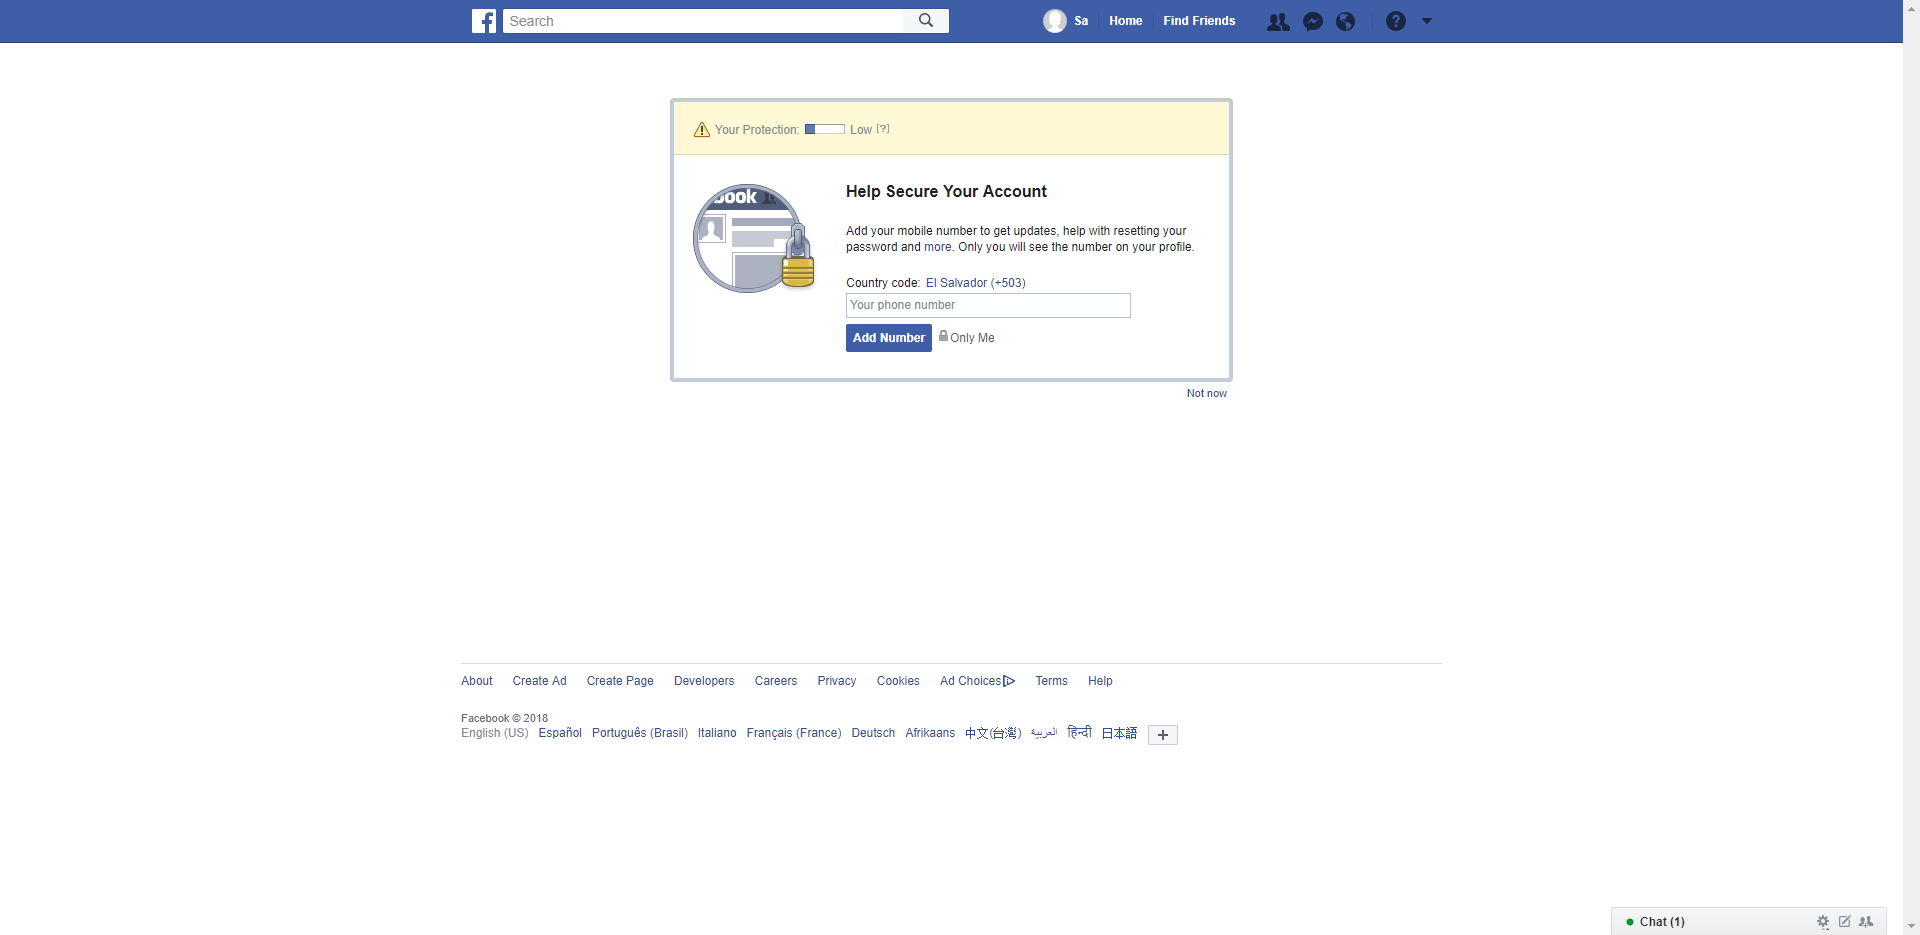 Search
Sa Home Find Friends
Your Protection: Low [?]
book
Help Secure Your Account
Add your mobile number to get updates, help with resetting your
password and more. Only you will see the number on your profile.
Country code: El Salvador (+503)
Your phone number
Add Number Only Me
Not now
About Create Ad Create Page Developers Careers Privacy Cookies Ad Choices Terms Help
Facebook © 2018
English (US) Español Português (Brasil) Italiano Français (France) Deutsch Afrikaans 中文(台灣) العربية हिन्दी 日本語
Chat (1)